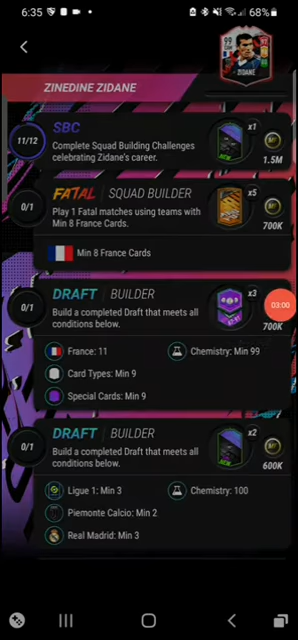 6:35
68%
99
ZIDANE
ZINEDINE ZIDANE
11/12
SBC
Complete Squad Building Challenges
celebrating Zidane's career.
x1
1.5M
0/1
FATAL SQUAD BUILDER
Play 1 Fatal matches using teams with
Min 8 France Cards.
x5
700K
Min 8 France Cards
0/1
DRAFT BUILDER
Build a completed Draft that meets all
conditions below.
x3
03:00
700K
France: 11
Chemistry: Min 99
Card Types: Min 9
Special Cards: Min 9
0/1
DRAFT BUILDER
Build a completed Draft that meets all
conditions below.
x2
600K
Ligue 1: Min 3
Chemistry: 100
Piemonte Calcio: Min 2
Real Madrid: Min 3